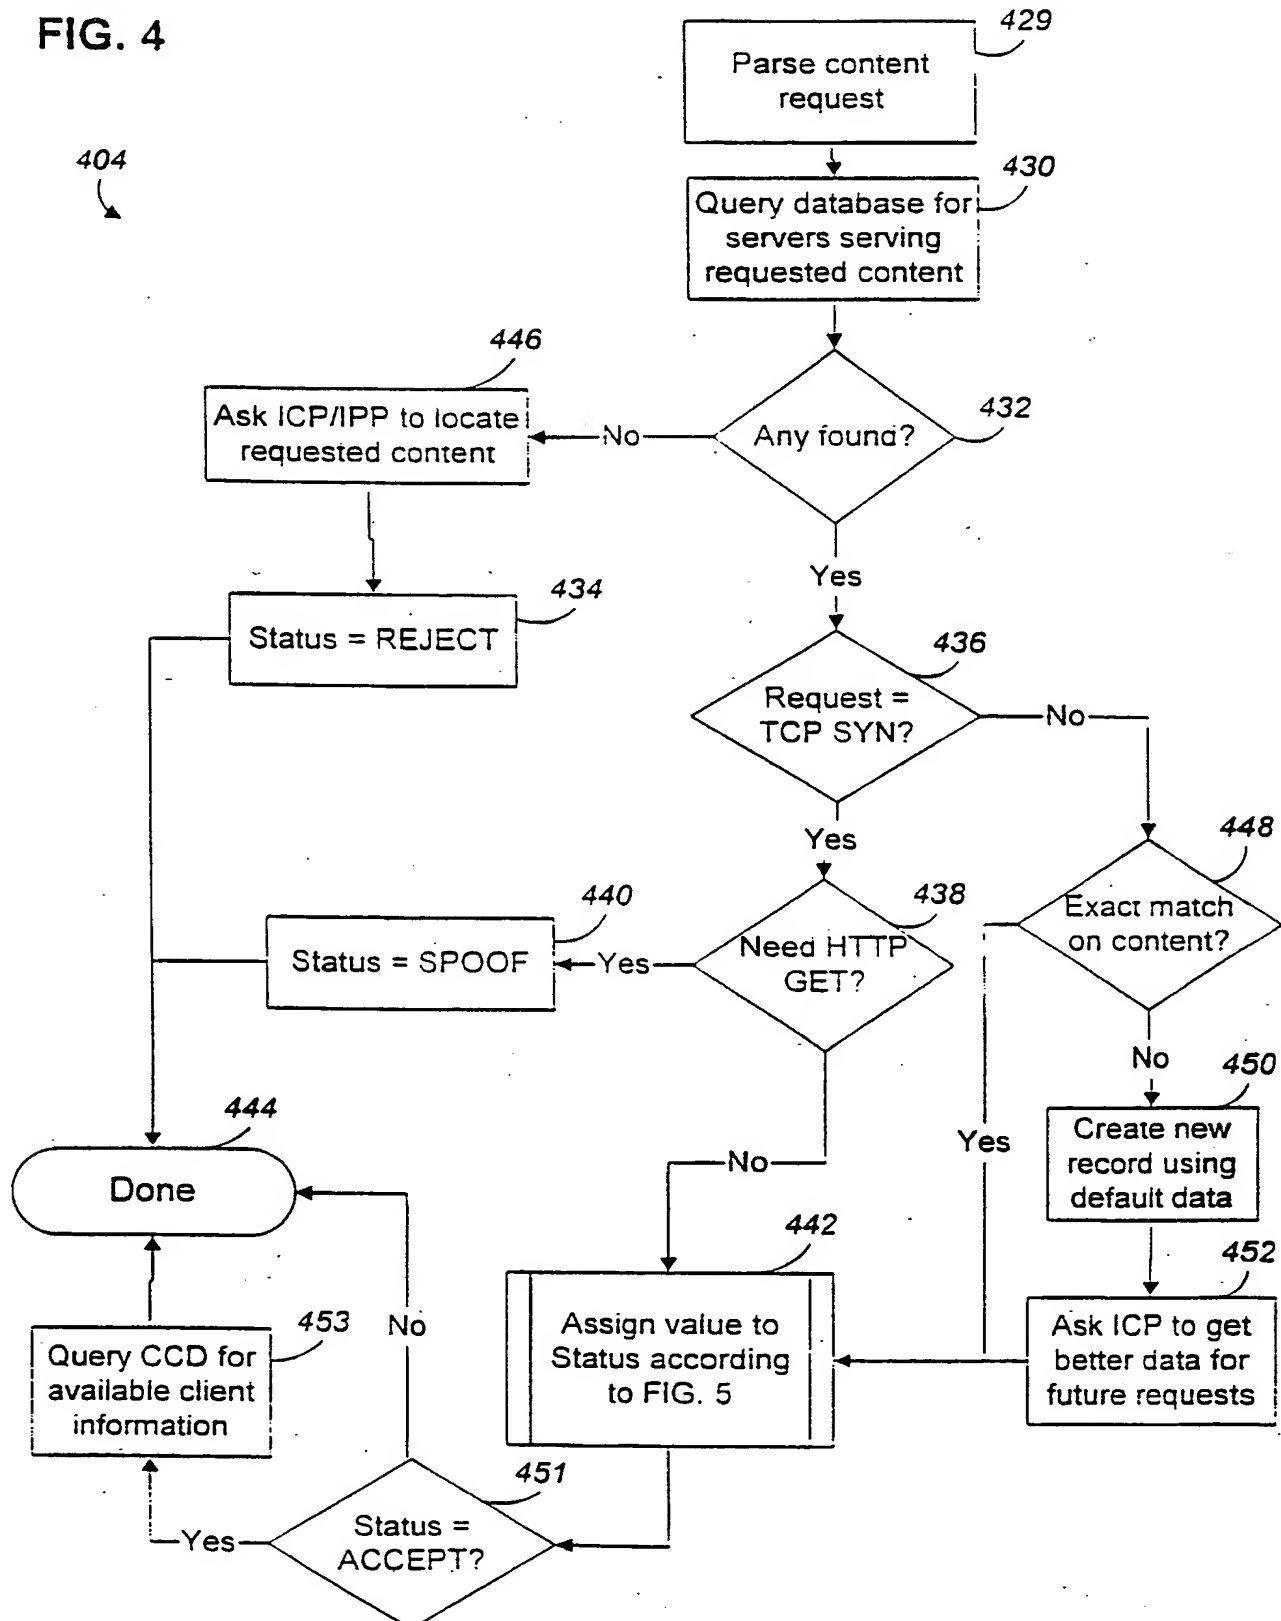 FIG. 4
404
429
Parse content
request
430
Query database for
servers serving
requested content
446
Ask ICP/IPP to locate
requested content
No
Any found?
432
Yes
434
Status = REJECT
436
Request =
TCP SYN?
No
Yes
448
Exact match
on content?
440
Status = SPOOF
Yes
438
Need HTTP
GET?
No
450
Create new
record using
default data
Yes
444
Done
No
442
Assign value to
Status according
to FIG. 5
452
Ask ICP to get
better data for
future requests
453
Query CCD for
available client
information
No
451
Status =
ACCEPT?
Yes